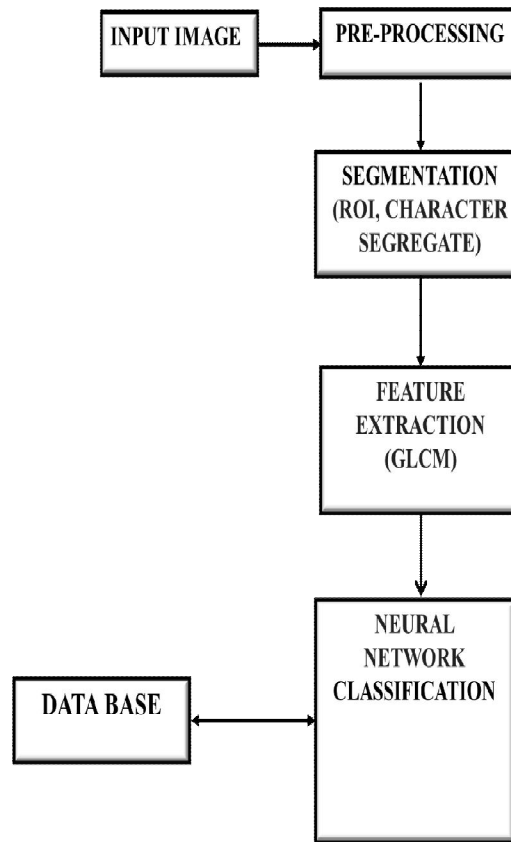 INPUT IMAGE
PRE-PROCESSING
SEGMENTATION
(ROI, CHARACTER
SEGREGATE)
FEATURE
EXTRACTION
(GLCM)
NEURAL
NETWORK
CLASSIFICATION
DATA BASE